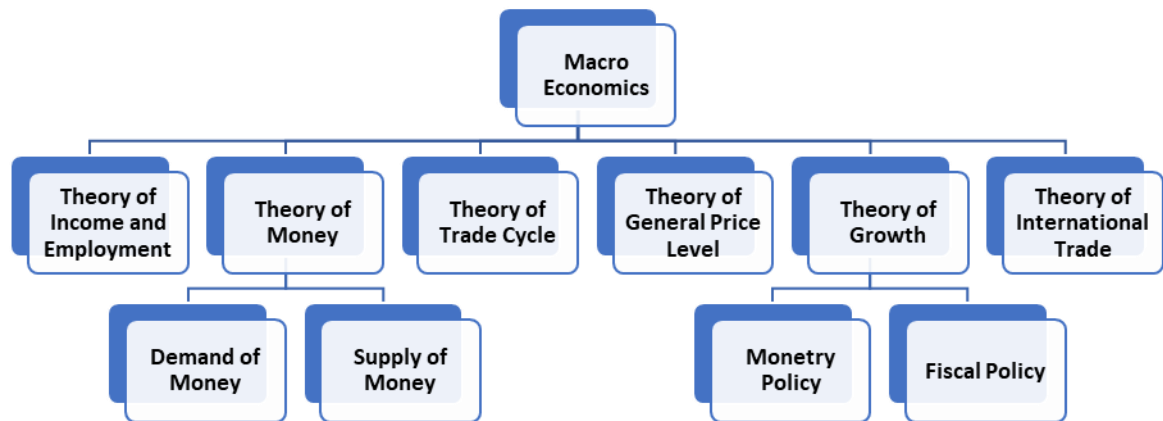 Macro
Economics
Theory of
Income and
Employment
Theory of
Money
Theory of
Trade Cycle
Theory of
General Price
Level
Theory of
Growth
Theory of
International
Trade
Demand of
Money
Supply of
Money
Monetry
Policy
Fiscal Policy